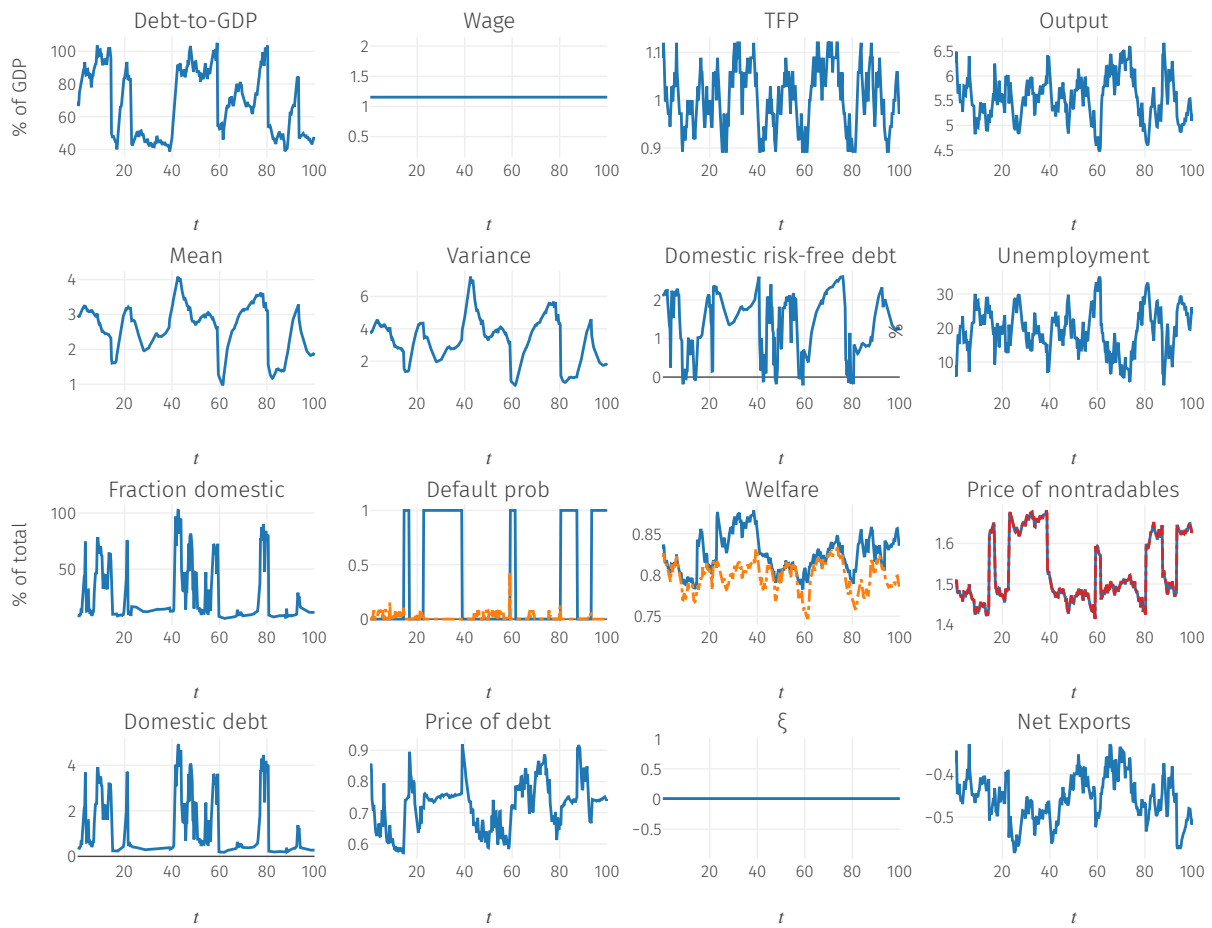 Debt-to-GDP Wage TFP Output
% of GDP
100 80 60 40
20 40 60 80 100
t
2 1.5 1 0.5
20 40 60 80 100
t
1.1 1 0.9
20 40 60 80 100
t
6.5 6 5.5 5 4.5
20 40 60 80 100
t
Mean Variance Domestic risk-free debt Unemployment
4 3 2 1
20 40 60 80 100
t
6 4 2
20 40 60 80 100
t
2 1 0
20 40 60 80 100
t
%
30 20 10
20 40 60 80 100
t
Fraction domestic Default prob Welfare Price of nontradables
% of total
100 50
20 40 60 80 100
t
1 0.5 0
20 40 60 80 100
t
0.85 0.8 0.75
20 40 60 80 100
t
1.6 1.5 1.4
20 40 60 80 100
t
Domestic debt Price of debt ξ Net Exports
4 2 0
20 40 60 80 100
t
0.9 0.8 0.7 0.6
20 40 60 80 100
t
1 0.5 0 −0.5
20 40 60 80 100
t
−0.4 −0.5
20 40 60 80 100
t